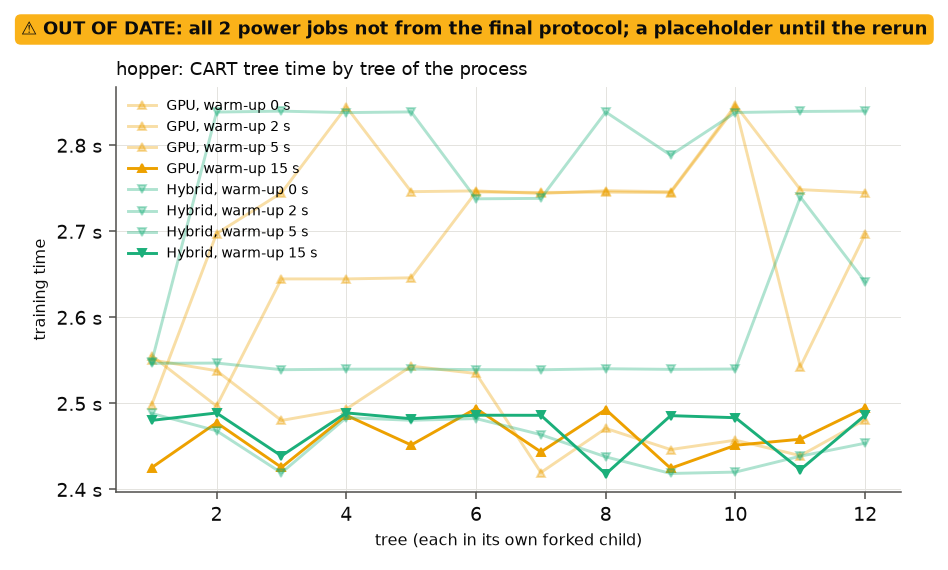 ⚠ OUT OF DATE: all 2 power jobs not from the final protocol; a placeholder until the rerun
hopper: CART tree time by tree of the process
GPU, warm-up 0 s
GPU, warm-up 2 s
GPU, warm-up 5 s
GPU, warm-up 15 s
Hybrid, warm-up 0 s
Hybrid, warm-up 2 s
Hybrid, warm-up 5 s
Hybrid, warm-up 15 s
training time
2.8 s
2.7 s
2.6 s
2.5 s
2.4 s
2 4 6 8 10 12
tree (each in its own forked child)